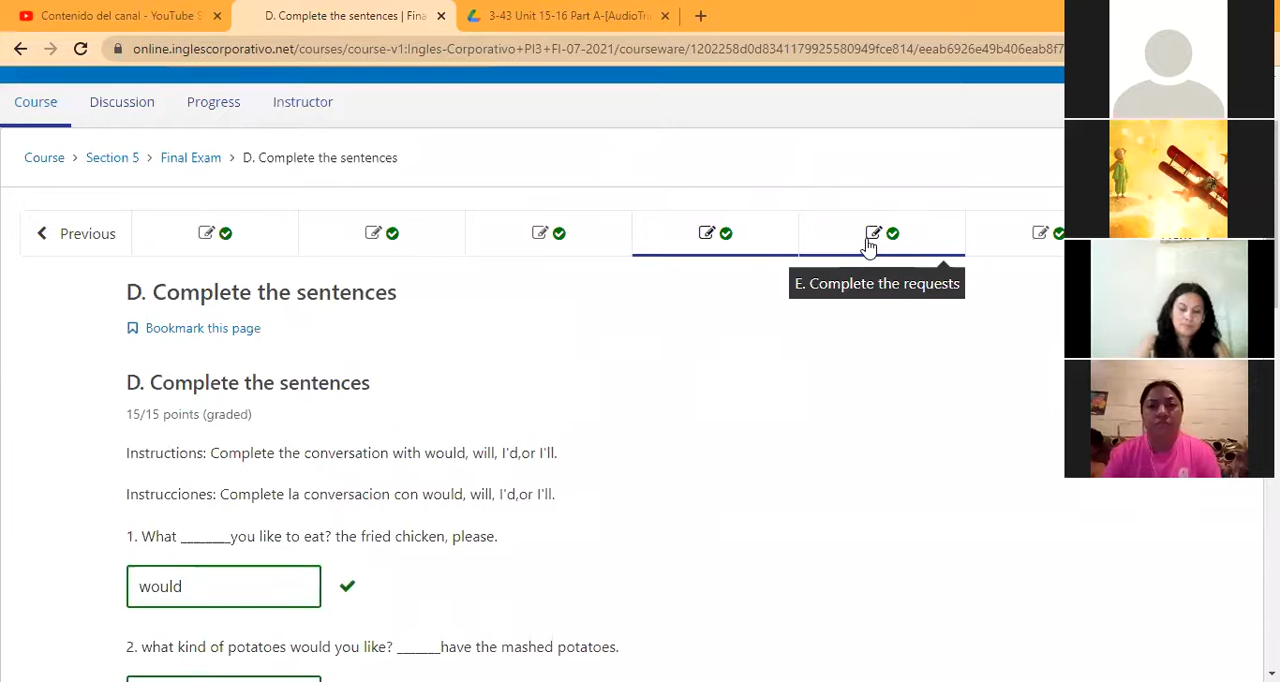 Contenido del canal - YouTube S
D. Complete the sentences | Fina
3-43 Unit 15-16 Part A-[AudioTri
online.inglescorporativo.net/courses/course-v1:Ingles-Corporativo+PI3+FI-07-2021/courseware/1202258d0d8341179925580949fce814/eeab6926e49b406eab8f7
Course Discussion Progress Instructor
Course > Section 5 > Final Exam > D. Complete the sentences
Previous
E. Complete the requests
D. Complete the sentences
Bookmark this page
D. Complete the sentences
15/15 points (graded)
Instructions: Complete the conversation with would, will, I'd,or I'll.
Instrucciones: Complete la conversacion con would, will, I'd,or I'll.
1. What ________you like to eat? the fried chicken, please.
would
2. what kind of potatoes would you like? ______have the mashed potatoes.